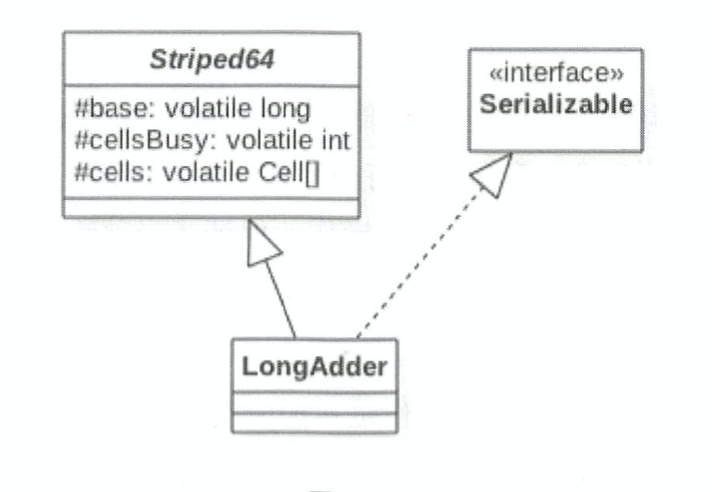 Striped64
#base: volatile long
#cellsBusy: volatile int
#cells: volatile Cell[]
«interface»
Serializable
LongAdder